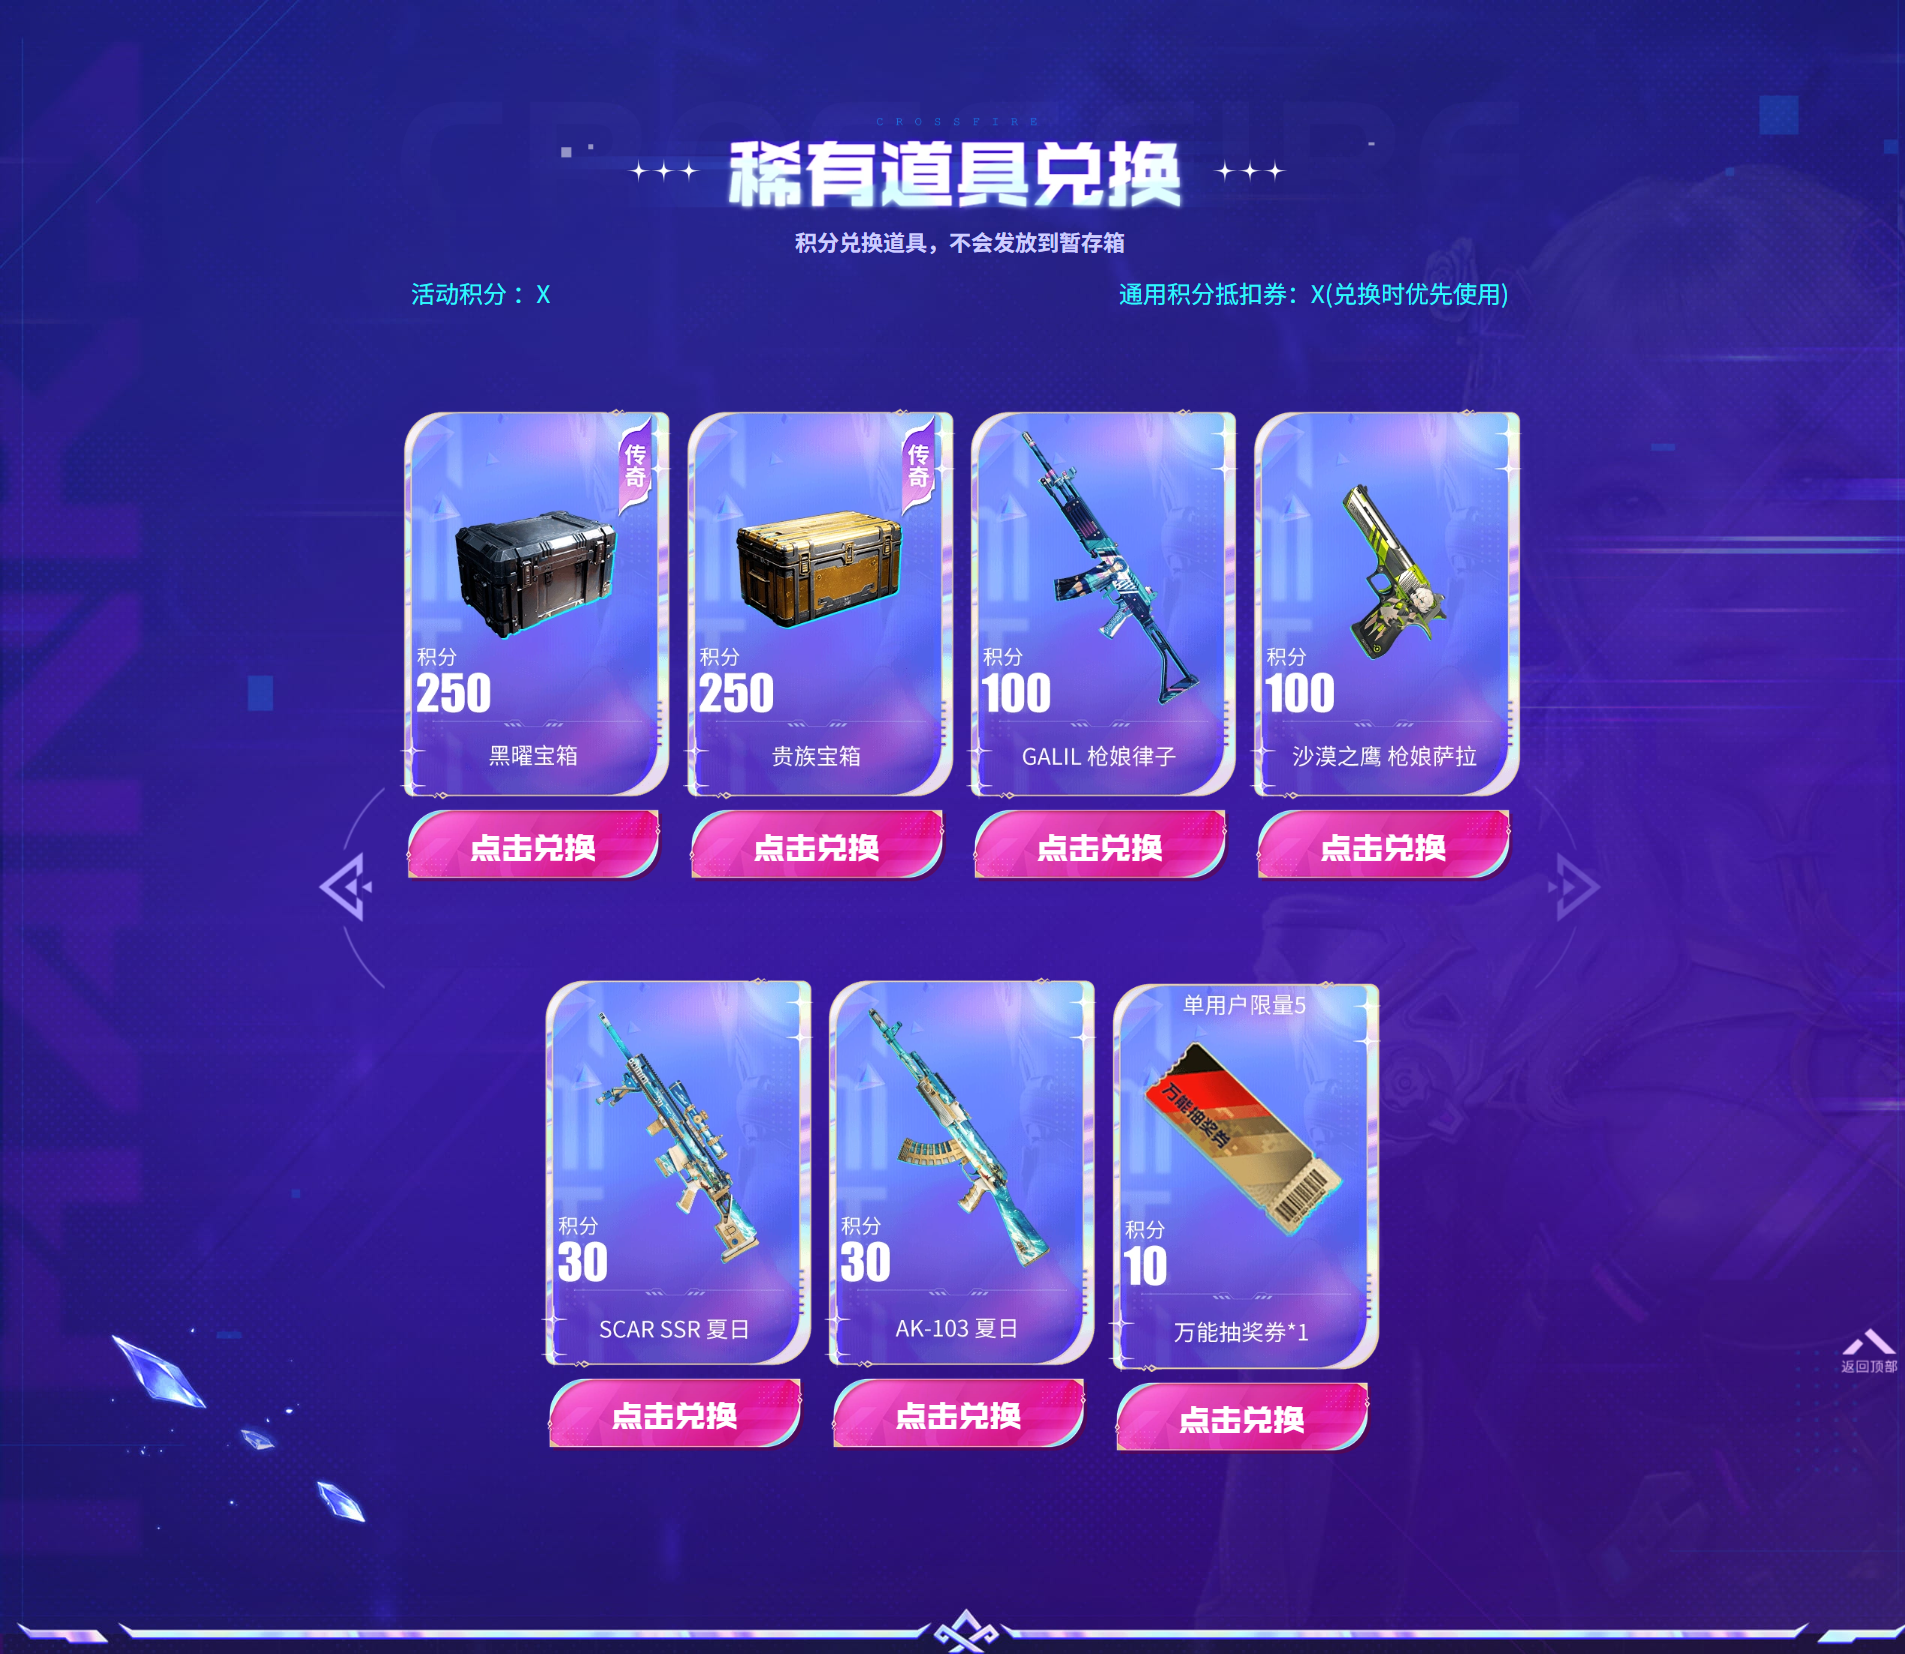 CROSSFIRE
稀有道具兑换
积分兑换道具，不会发放到暂存箱
活动积分：X
通用积分抵扣券：X(兑换时优先使用)
传奇
积分
250
黑曜宝箱
点击兑换
传奇
积分
250
贵族宝箱
点击兑换
积分
100
GALIL 枪娘律子
点击兑换
积分
100
沙漠之鹰 枪娘萨拉
点击兑换
积分
30
SCAR SSR 夏日
点击兑换
积分
30
AK-103 夏日
点击兑换
单用户限量5
万能抽奖券
积分
10
万能抽奖券*1
点击兑换
返回顶部